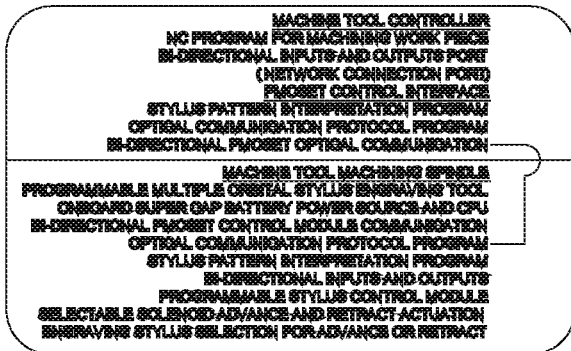 MACHINE TOOL CONTROLLER
NC PROGRAM FOR MACHINING WORK PIECE
BI-DIRECTIONAL INPUTS AND OUTPUTS PORT
(NETWORK CONNECTION PORT)
PMOSET CONTROL INTERFACE
STYLUS PATTERN INTERPRETATION PROGRAM
OPTICAL COMMUNICATION PROTOCOL PROGRAM
BI-DIRECTIONAL PMOSET OPTICAL COMMUNICATION
MACHINE TOOL MACHINING SPINDLE
PROGRAMMABLE MULTIPLE ORBITAL STYLUS ENGRAVING TOOL
ONBOARD SUPER CAP BATTERY POWER SOURCE AND CPU
BI-DIRECTIONAL PMOSET CONTROL MODULE COMMUNICATION
OPTICAL COMMUNICATION PROTOCOL PROGRAM
STYLUS PATTERN INTERPRETATION PROGRAM
BI-DIRECTIONAL INPUTS AND OUTPUTS
PROGRAMMABLE STYLUS CONTROL MODULE
SELECTABLE SOLENOID ADVANCE AND RETRACT ACTUATION
ENGRAVING STYLUS SELECTION FOR ADVANCE OR RETRACT